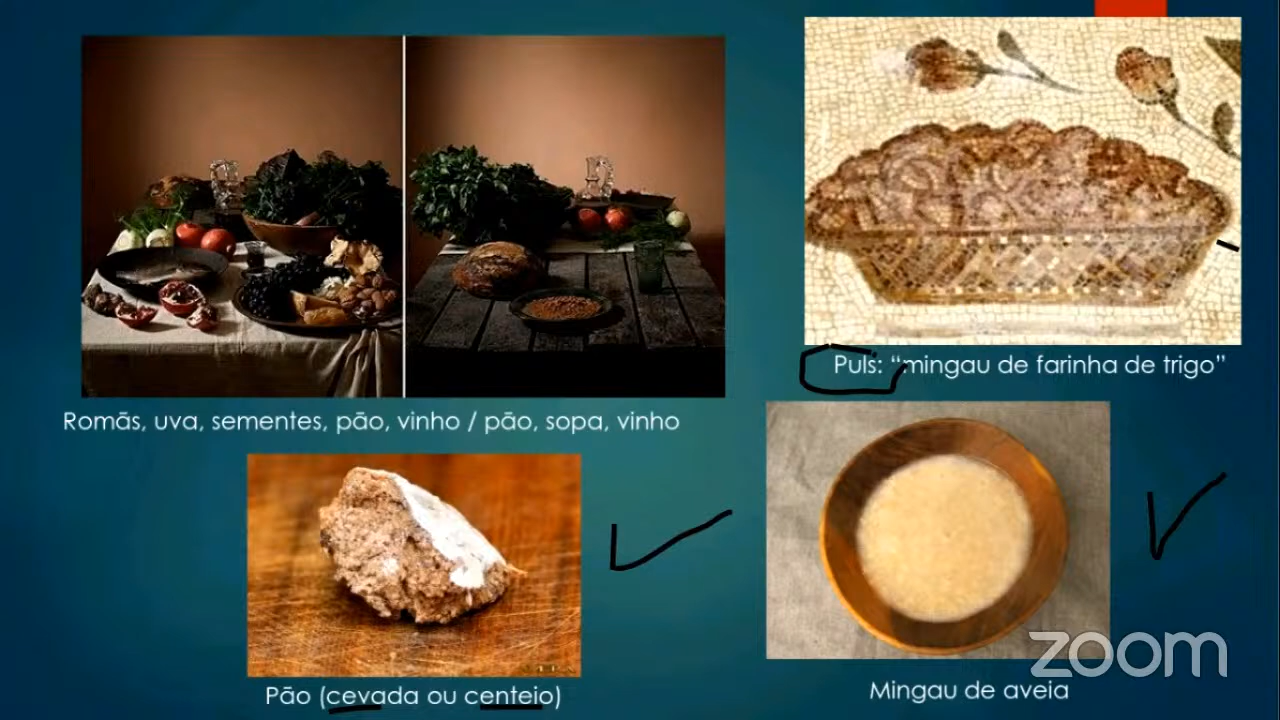 Puls: “mingau de farinha de trigo”
Romãs, uva, sementes, pão, vinho / pão, sopa, vinho
Pão (cevada ou centeio)
Mingau de aveia
zoom